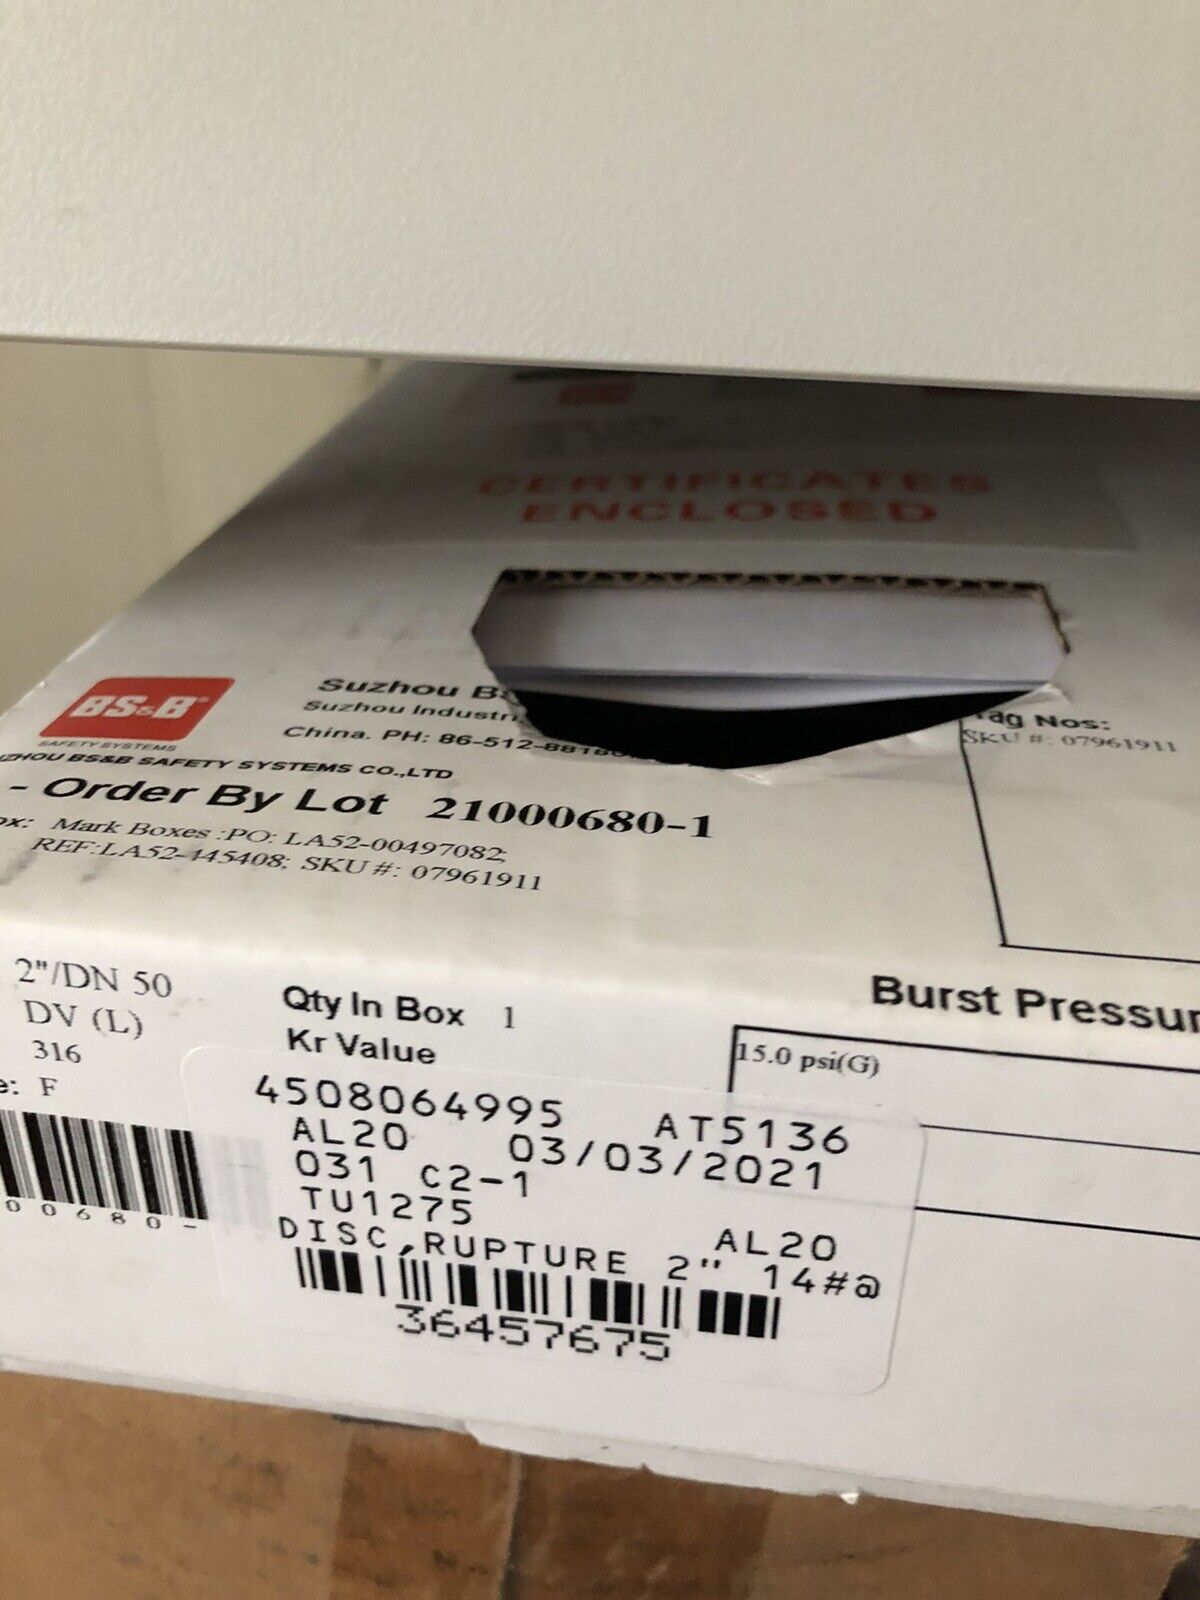 CERTIFICATES
ENCLOSED
BS&B®
SAFETY SYSTEMS
Suzhou
Suzhou
China. PH: 86-512-
BS&B SAFETY SYSTEMS CO.,LTD
- Order By Lot 21000680-1
Mark Boxes :PO: LA52-00497082;
REF:LA52-445408; SKU #: 07961911
Tag Nos:
SKU #: 07961911
2"/DN 50
DV (L)
316
F
Qty In Box 1
Kr Value
Burst
15.0 psi(G)
4508064995 AT5136
AL20 03/03/2021
031 C2-1
TU1275 AL20
DISC,RUPTURE 2" 14#@
36457675
00680-